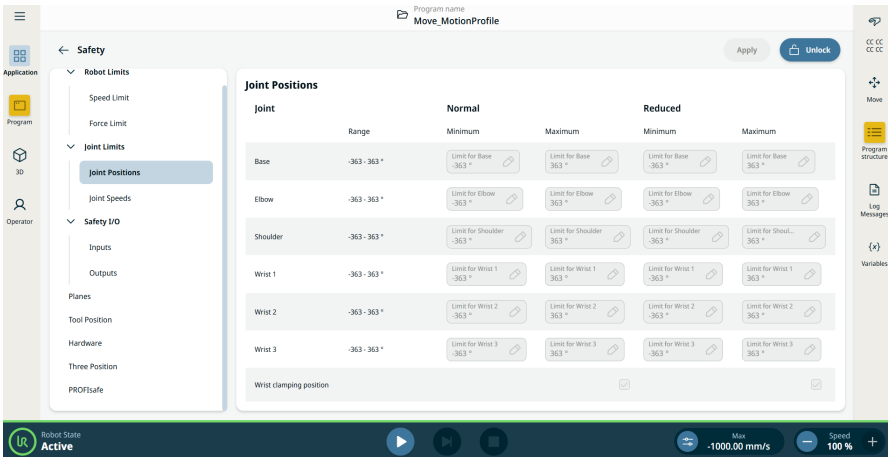 Program name
Move_MotionProfile
Safety
Apply
Unlock
Application
Program
3D
Operator
Robot Limits
Speed Limit
Force Limit
Joint Limits
Joint Positions
Joint Speeds
Safety I/O
Inputs
Outputs
Planes
Tool Position
Hardware
Three Position
PROFIsafe
Joint Positions
Joint Normal Reduced
Range Minimum Maximum Minimum Maximum
Limit for Base Limit for Base Limit for Base Limit for Base
Base -363 - 363 ° -363 ° 363 ° -363 ° 363 °
Limit for Elbow Limit for Elbow Limit for Elbow Limit for Elbow
Elbow -363 - 363 ° -363 ° 363 ° -363 ° 363 °
Limit for Shoulder Limit for Shoulder Limit for Shoulder Limit for Shoul...
Shoulder -363 - 363 ° -363 ° 363 ° -363 ° 363 °
Limit for Wrist 1 Limit for Wrist 1 Limit for Wrist 1 Limit for Wrist 1
Wrist 1 -363 - 363 ° -363 ° 363 ° -363 ° 363 °
Limit for Wrist 2 Limit for Wrist 2 Limit for Wrist 2 Limit for Wrist 2
Wrist 2 -363 - 363 ° -363 ° 363 ° -363 ° 363 °
Limit for Wrist 3 Limit for Wrist 3 Limit for Wrist 3 Limit for Wrist 3
Wrist 3 -363 - 363 ° -363 ° 363 ° -363 ° 363 °
Wrist clamping position
CC CC
CC CC
Move
Program
structure
Log
Messages
{x}
Variables
UR
Robot State
Active
Max
-1000.00 mm/s
Speed
100 %